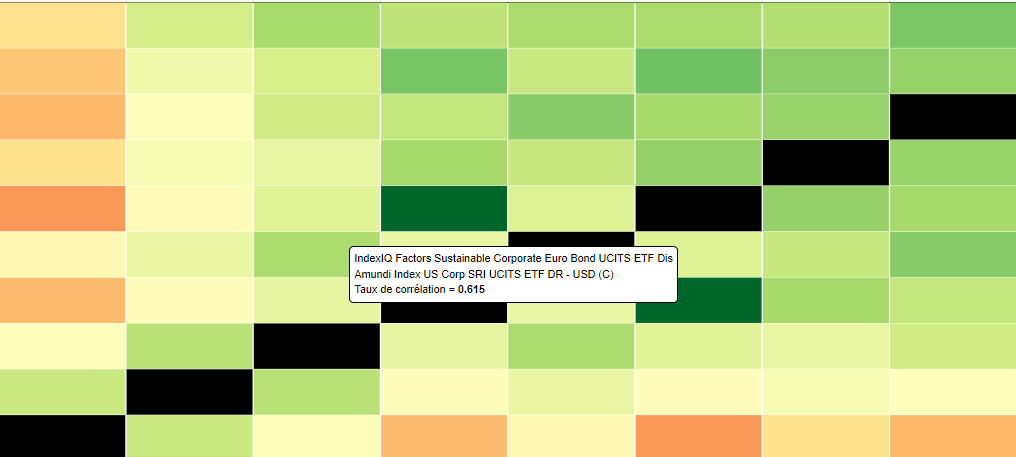 IndexIQ Factors Sustainable Corporate Euro Bond UCITS ETF Dis
Amundi Index US Corp SRI UCITS ETF DR - USD (C)
Taux de corrélation = 0.615